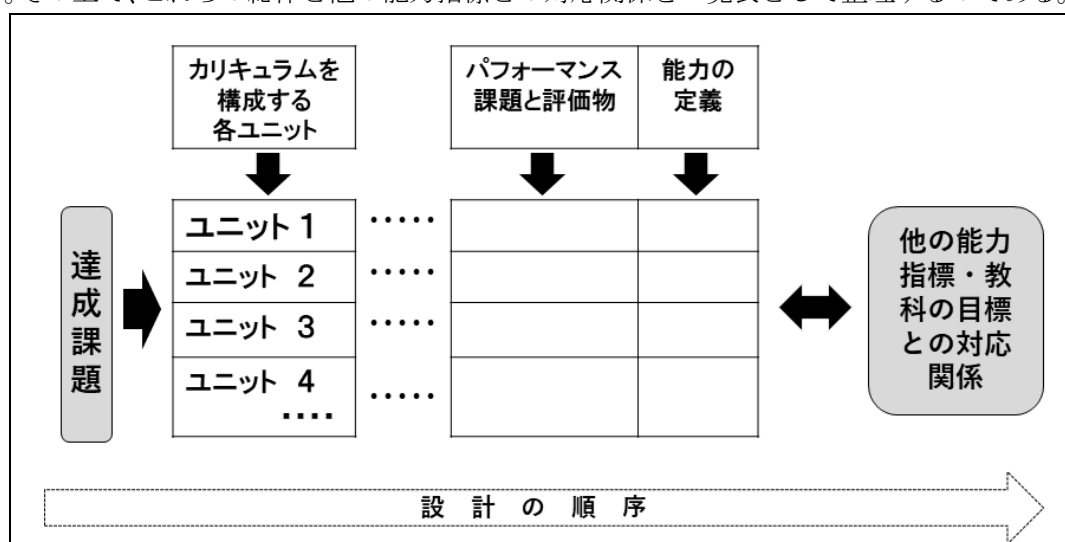 カリキュラムを
構成する
各ユニット
パフォーマンス
課題と評価物
能力の
定義
達成課題
ユニット 1
・・・・・
ユニット 2
・・・・・
ユニット 3
・・・・・
ユニット 4
・・・・
・・・・・
他の能力
指標・教
科の目標
との対応
関係
設計の順序